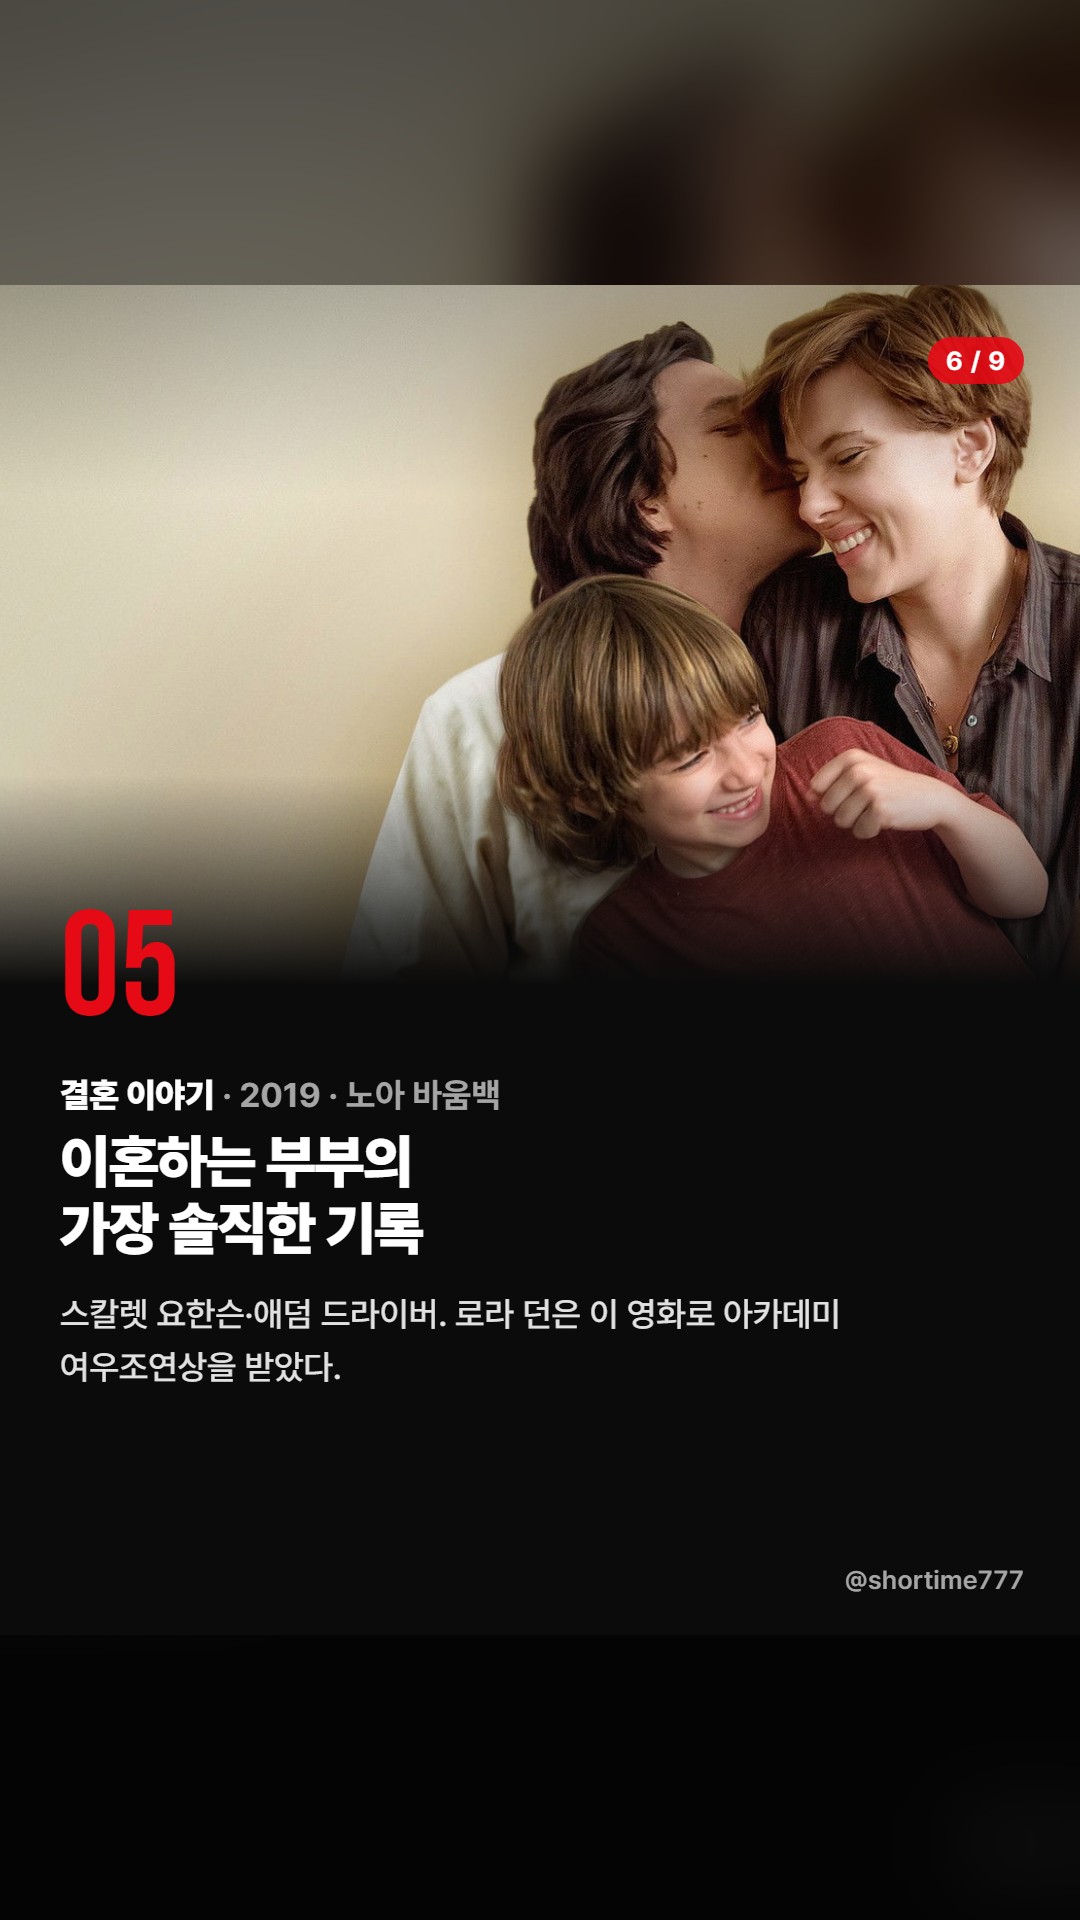 6 / 9
05
결혼 이야기 · 2019 · 노아 바움백
이혼하는 부부의
가장 솔직한 기록
스칼렛 요한슨·애덤 드라이버. 로라 던은 이 영화로 아카데미
여우조연상을 받았다.
@shortime777